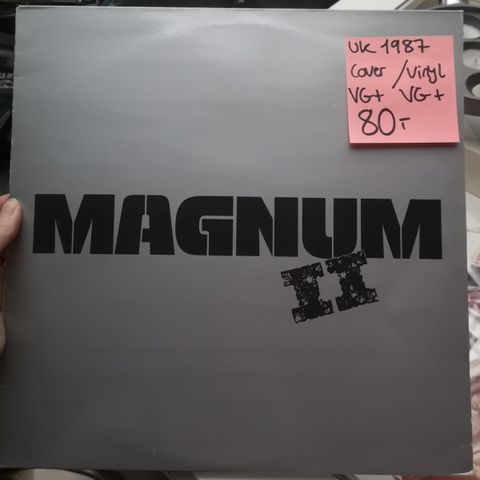 UK 1987
Cover / Vinyl
VG+ VG+
80,-
MAGNUM
II